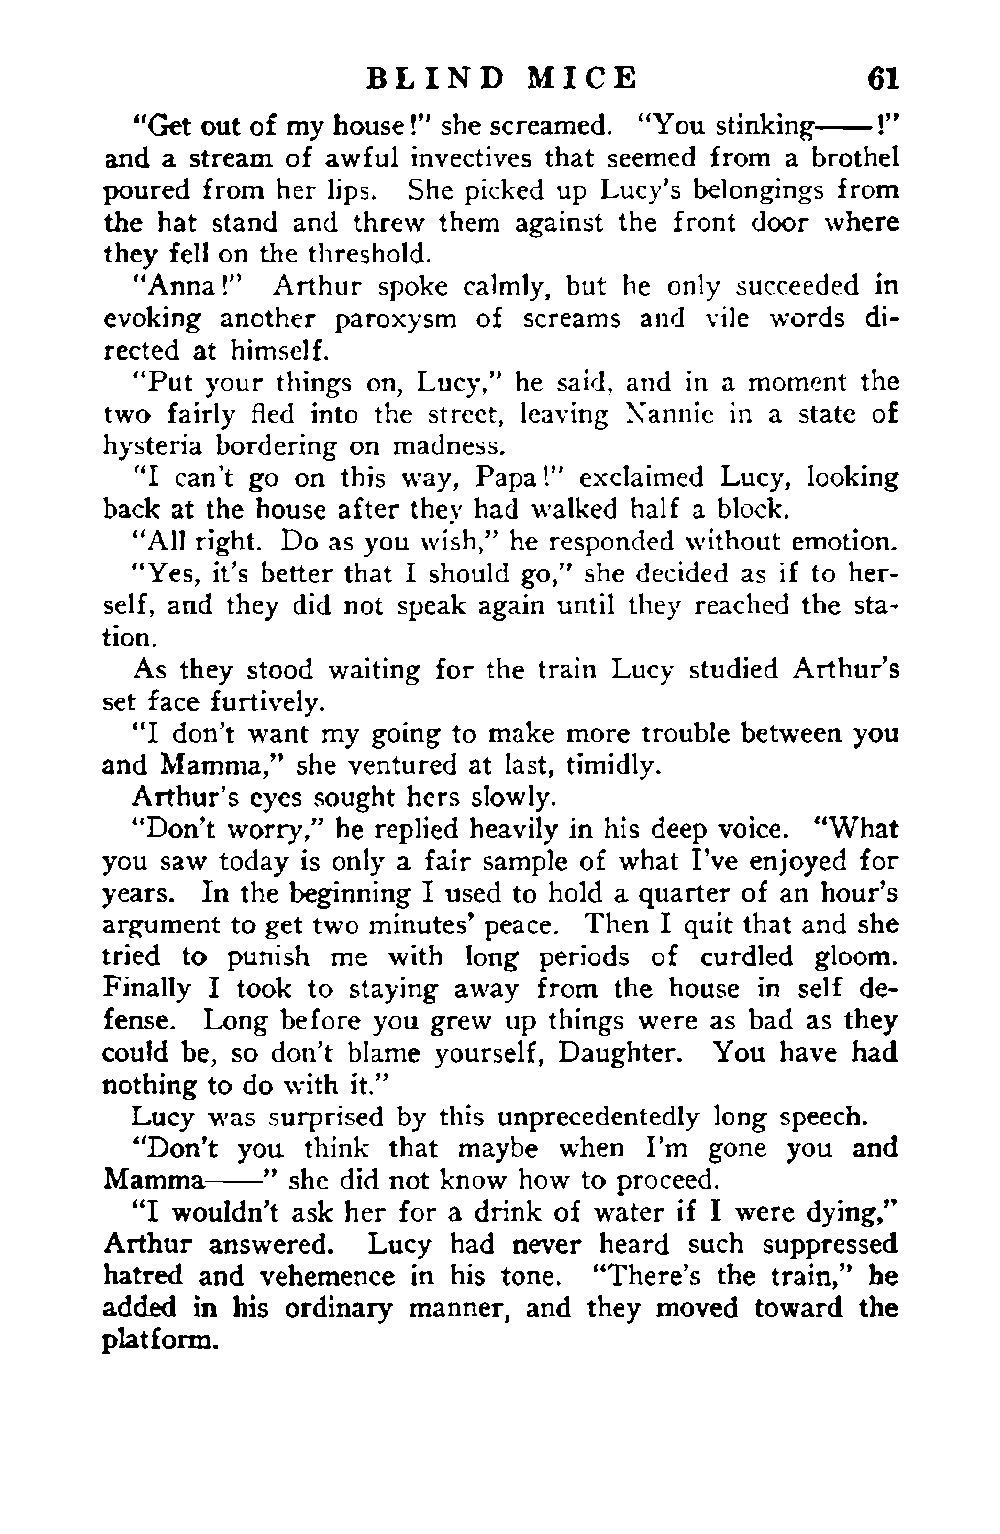 BLIND MICE 61
"Get out of my house!" she screamed. "You stinking——!"
and a stream of awful invectives that seemed from a brothel
poured from her lips. She picked up Lucy's belongings from
the hat stand and threw them against the front door where
they fell on the threshold.
"Anna!" Arthur spoke calmly, but he only succeeded in
evoking another paroxysm of screams and vile words di-
rected at himself.
"Put your things on, Lucy," he said, and in a moment the
two fairly fled into the street, leaving Nannie in a state of
hysteria bordering on madness.
"I can't go on this way, Papa!" exclaimed Lucy, looking
back at the house after they had walked half a block.
"All right. Do as you wish," he responded without emotion.
"Yes, it's better that I should go," she decided as if to her-
self, and they did not speak again until they reached the sta-
tion.
As they stood waiting for the train Lucy studied Arthur's
set face furtively.
"I don't want my going to make more trouble between you
and Mamma," she ventured at last, timidly.
Arthur's eyes sought hers slowly.
"Don't worry," he replied heavily in his deep voice. "What
you saw today is only a fair sample of what I've enjoyed for
years. In the beginning I used to hold a quarter of an hour's
argument to get two minutes' peace. Then I quit that and she
tried to punish me with long periods of curdled gloom.
Finally I took to staying away from the house in self de-
fense. Long before you grew up things were as bad as they
could be, so don't blame yourself, Daughter. You have had
nothing to do with it."
Lucy was surprised by this unprecedentedly long speech.
"Don't you think that maybe when I'm gone you and
Mamma——" she did not know how to proceed.
"I wouldn't ask her for a drink of water if I were dying,"
Arthur answered. Lucy had never heard such suppressed
hatred and vehemence in his tone. "There's the train," he
added in his ordinary manner, and they moved toward the
platform.